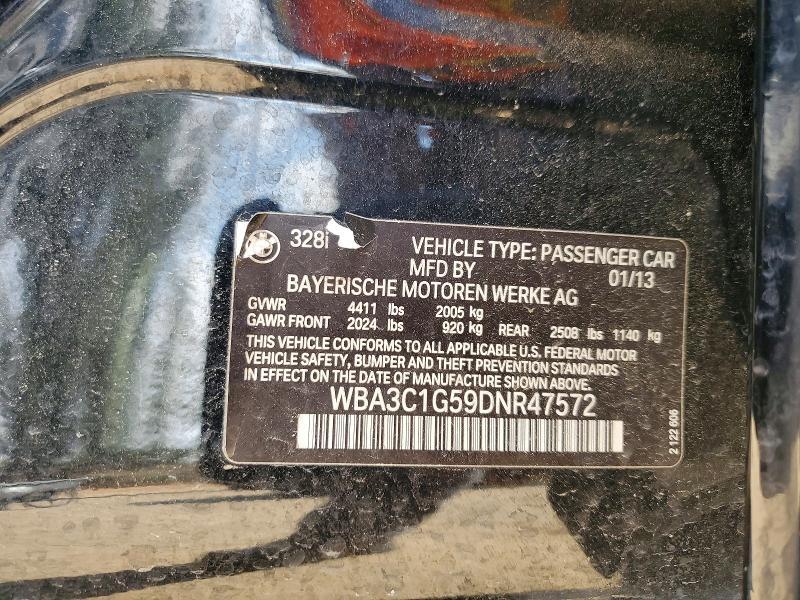 328i VEHICLE TYPE: PASSENGER CAR
MFD BY 01/13
BAYERISCHE MOTOREN WERKE AG
GVWR 4411 lbs 2005 kg
GAWR FRONT 2024 lbs 920 kg REAR 2508 lbs 1140 kg
THIS VEHICLE CONFORMS TO ALL APPLICABLE U.S. FEDERAL MOTOR
VEHICLE SAFETY, BUMPER AND THEFT PREVENTION STANDARDS
IN EFFECT ON THE DATE OF MANUFACTURE SHOWN ABOVE.
WBA3C1G59DNR47572
2 122 606